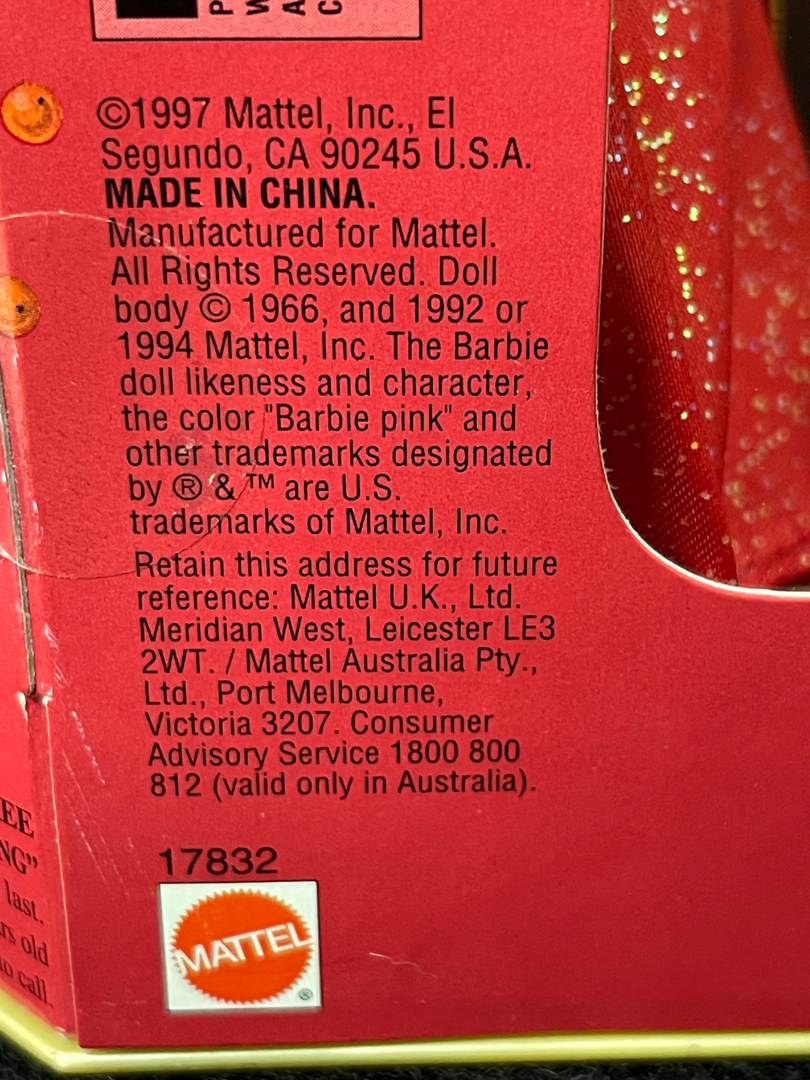 ©1997 Mattel, Inc., El
Segundo, CA 90245 U.S.A.
MADE IN CHINA.
Manufactured for Mattel.
All Rights Reserved. Doll
body © 1966, and 1992 or
1994 Mattel, Inc. The Barbie
doll likeness and character,
the color "Barbie pink" and
other trademarks designated
by ® & ™ are U.S.
trademarks of Mattel, Inc.
Retain this address for future
reference: Mattel U.K., Ltd.
Meridian West, Leicester LE3
2WT. / Mattel Australia Pty.,
Ltd., Port Melbourne,
Victoria 3207. Consumer
Advisory Service 1800 800
812 (valid only in Australia).
17832
MATTEL
®
last.
old
call.